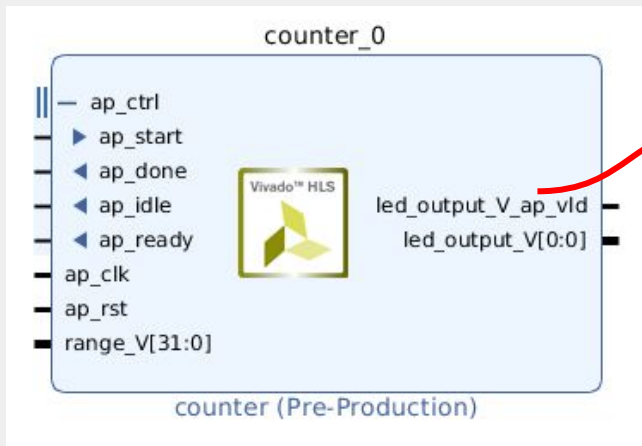 counter_0
ap_ctrl
ap_start
ap_done
ap_idle
ap_ready
ap_clk
ap_rst
range_V[31:0]
Vivado™ HLS
led_output_V_ap_vld
led_output_V[0:0]
counter (Pre-Production)